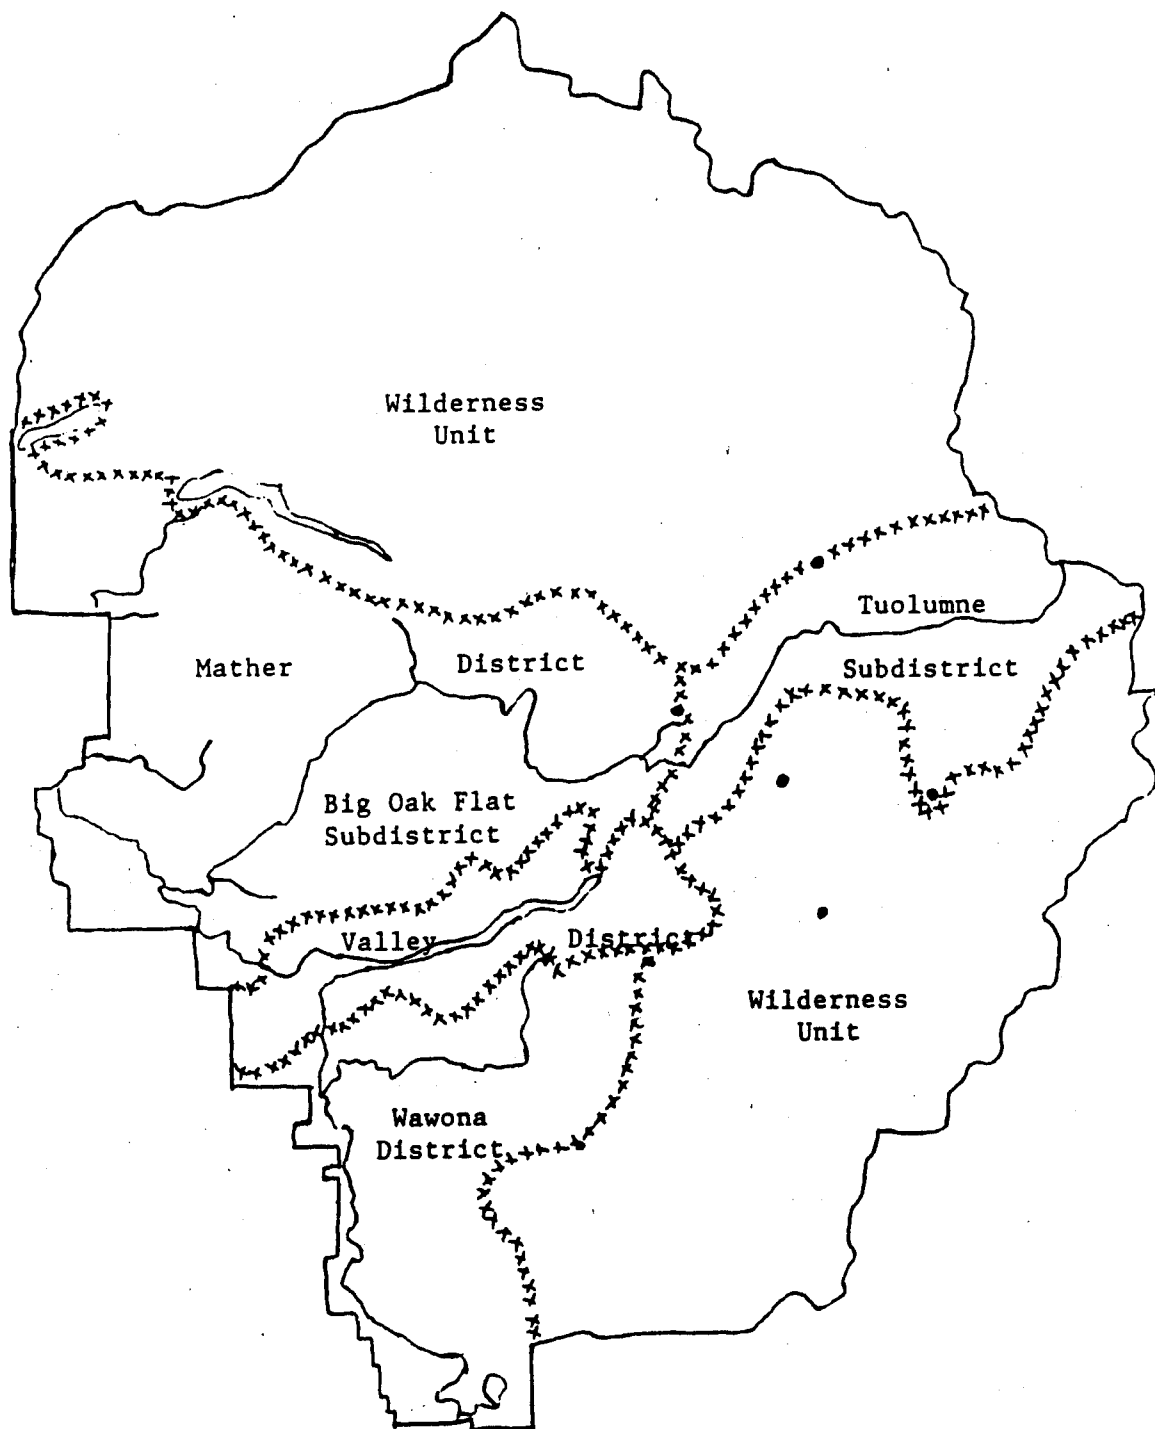 Wilderness
Unit
Tuolumne
Mather
District
Subdistrict
Big Oak Flat
Subdistrict
Valley
District
Wilderness
Unit
Wawona
District